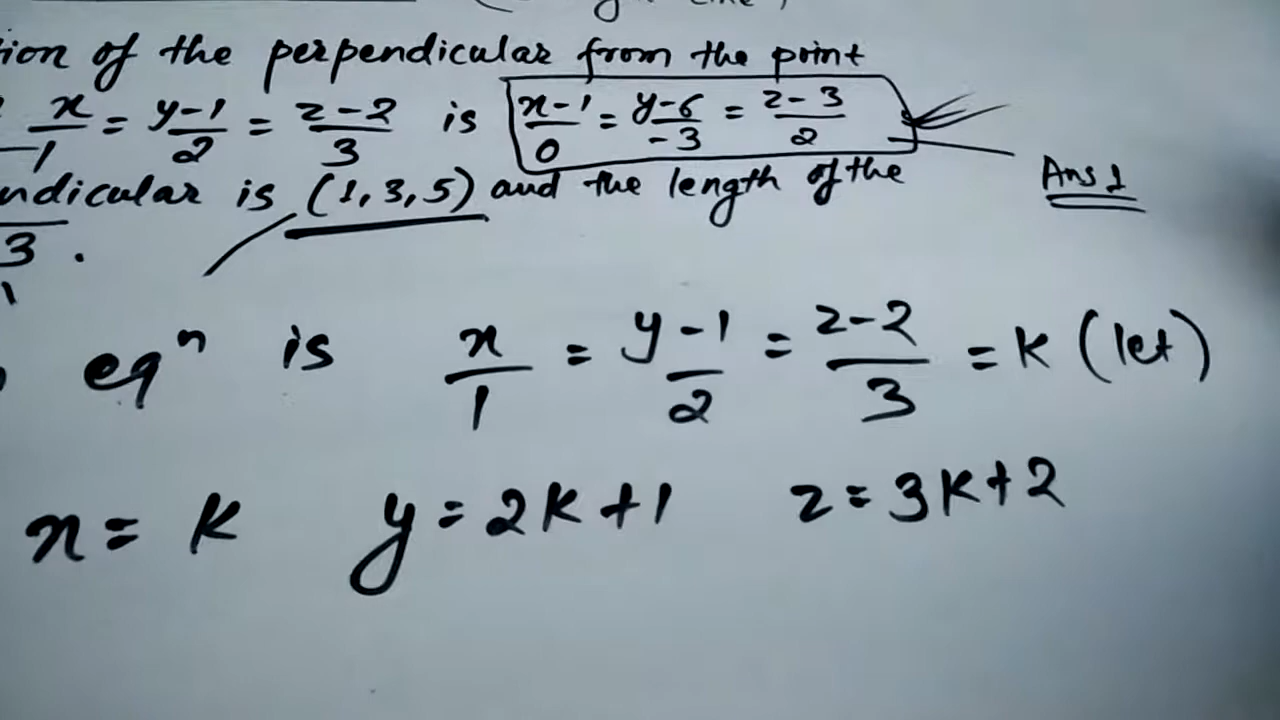 ion of the perpendicular from the point
x/1 = y-1/2 = z-2/3 is x-1/0 = y-6/-3 = z-3/2
ndicular is (1,3,5) and the length of the
Ans 1
3 .
eqⁿ is x/1 = y-1/2 = z-2/3 = K (let)
x = K y = 2K+1 z = 3K+2